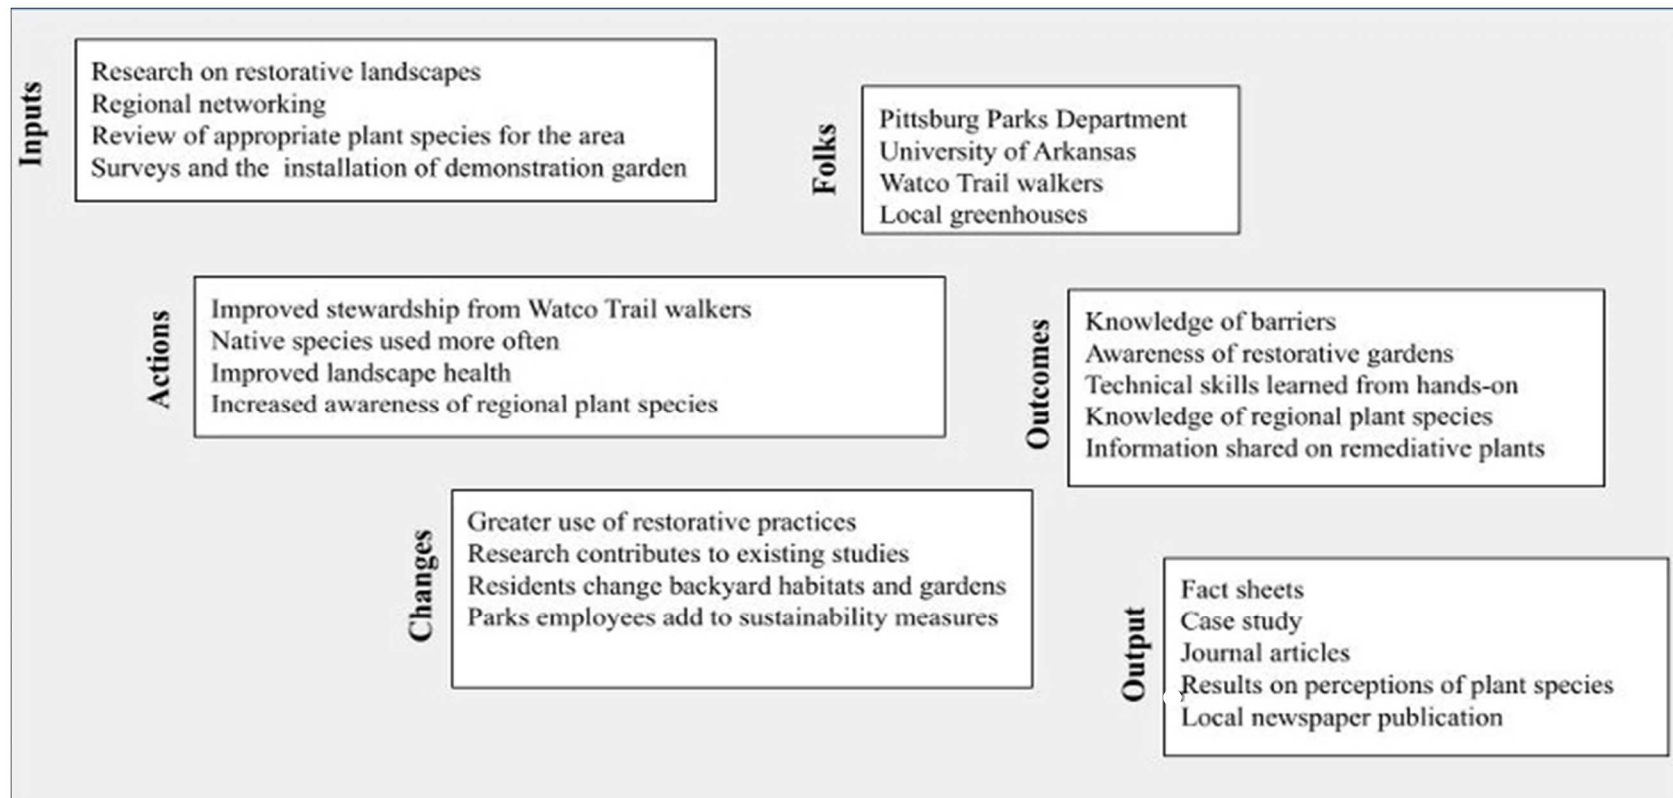 Inputs
Research on restorative landscapes
Regional networking
Review of appropriate plant species for the area
Surveys and the installation of demonstration garden
Folks
Pittsburg Parks Department
University of Arkansas
Watco Trail walkers
Local greenhouses
Actions
Improved stewardship from Watco Trail walkers
Native species used more often
Improved landscape health
Increased awareness of regional plant species
Outcomes
Knowledge of barriers
Awareness of restorative gardens
Technical skills learned from hands-on
Knowledge of regional plant species
Information shared on remediative plants
Changes
Greater use of restorative practices
Research contributes to existing studies
Residents change backyard habitats and gardens
Parks employees add to sustainability measures
Output
Fact sheets
Case study
Journal articles
Results on perceptions of plant species
Local newspaper publication